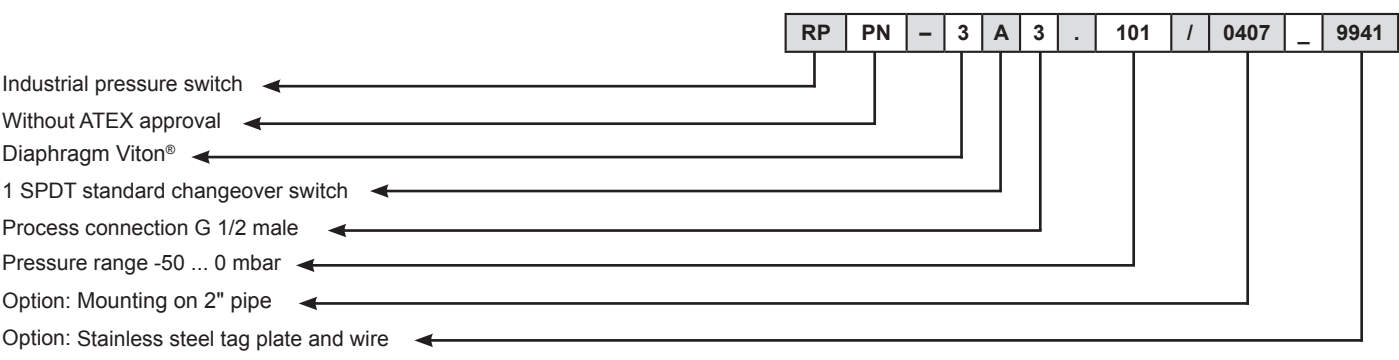 RP PN – 3 A 3 . 101 / 0407 _ 9941
Industrial pressure switch
Without ATEX approval
Diaphragm Viton®
1 SPDT standard changeover switch
Process connection G 1/2 male
Pressure range -50 ... 0 mbar
Option: Mounting on 2" pipe
Option: Stainless steel tag plate and wire